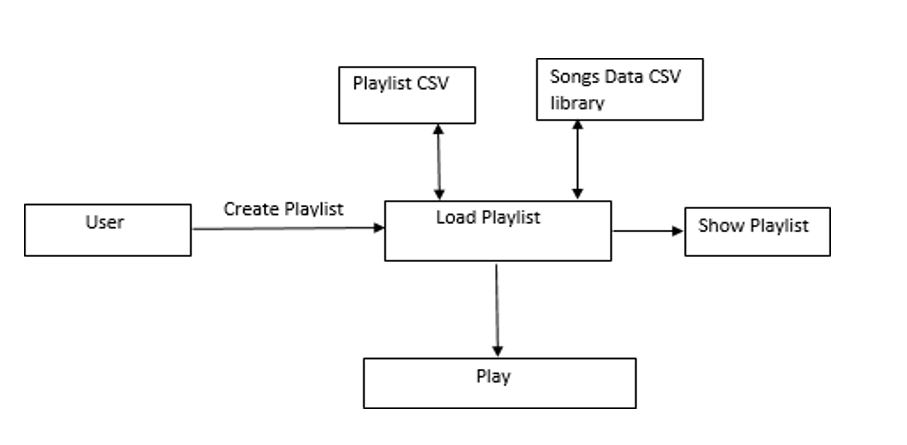 Playlist CSV
Songs Data CSV
library
User
Create Playlist
Load Playlist
Show Playlist
Play